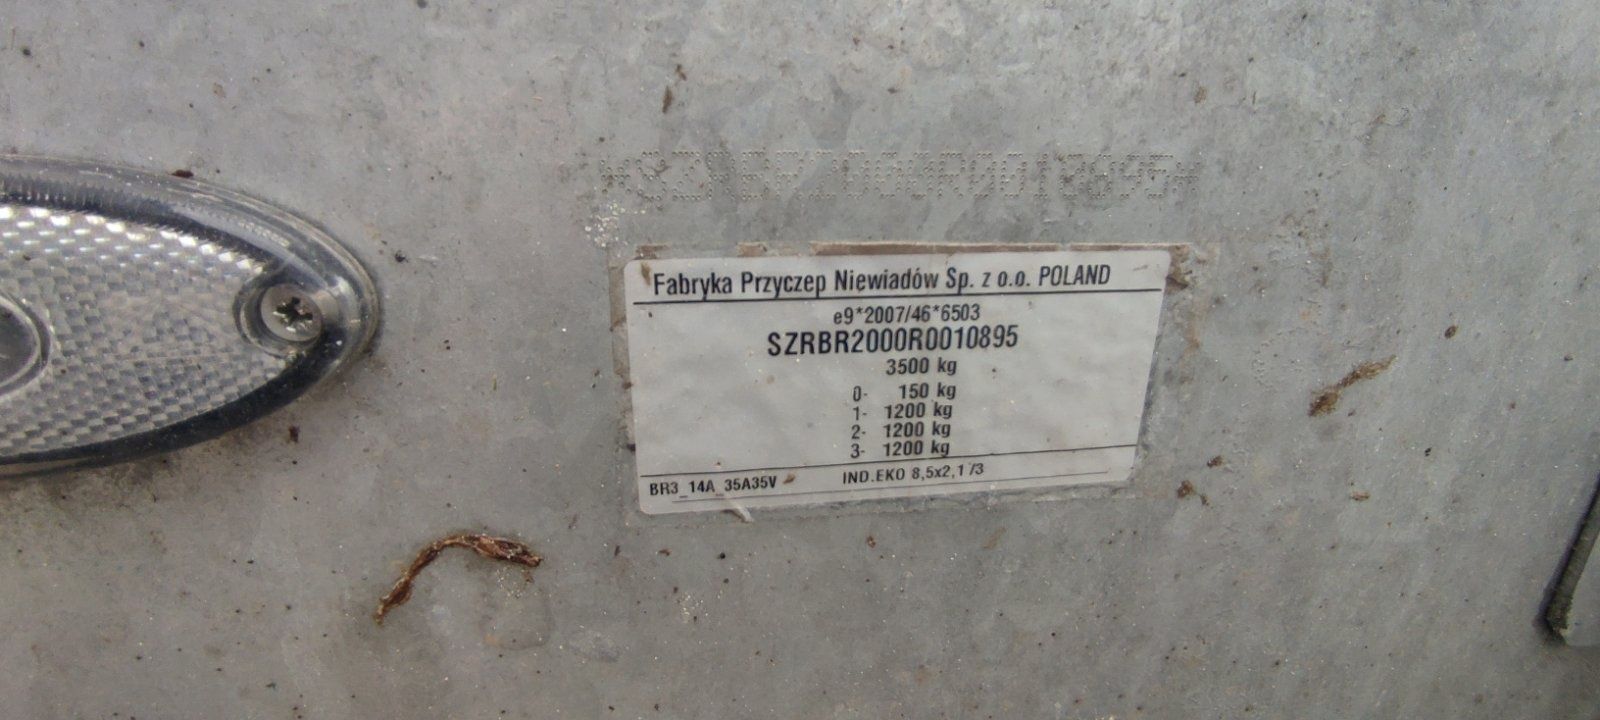 *SZRBR2000R0010895*
Fabryka Przyczep Niewiadów Sp. z o.o. POLAND
e9*2007/46*6503
SZRBR2000R0010895
3500 kg
0- 150 kg
1- 1200 kg
2- 1200 kg
3- 1200 kg
BR3_14A_35A35V IND.EKO 8,5x2,1/3